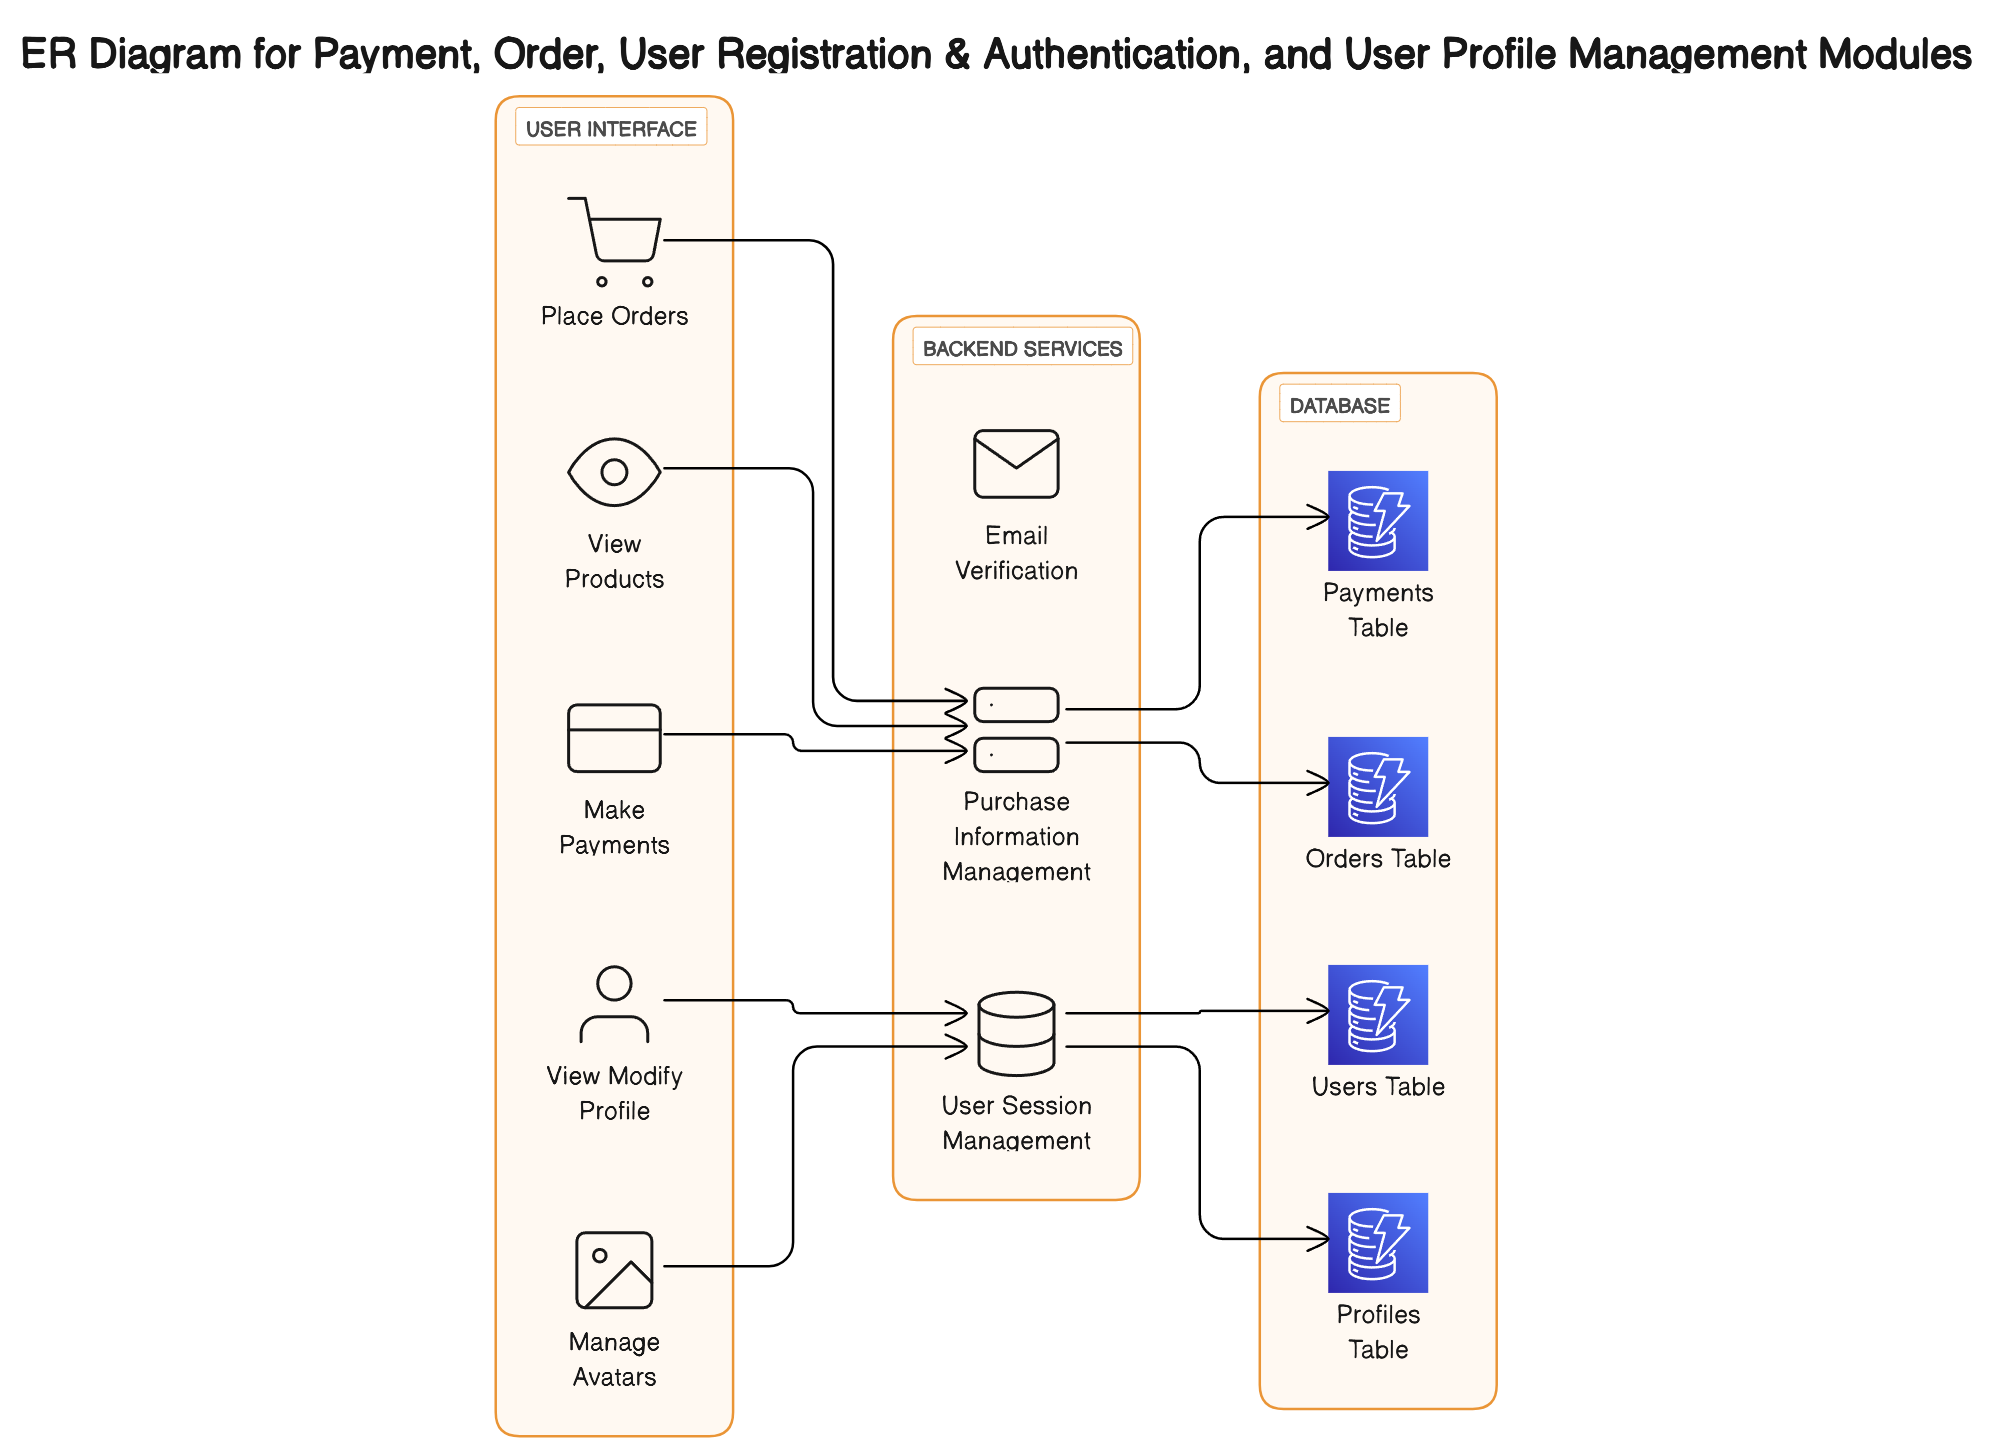 ER Diagram for Payment, Order, User Registration & Authentication, and User Profile Management Modules
USER INTERFACE
Place Orders
View
Products
Make
Payments
View Modify
Profile
Manage
Avatars
BACKEND SERVICES
Email
Verification
Purchase
Information
Management
User Session
Management
DATABASE
Payments
Table
Orders Table
Users Table
Profiles
Table